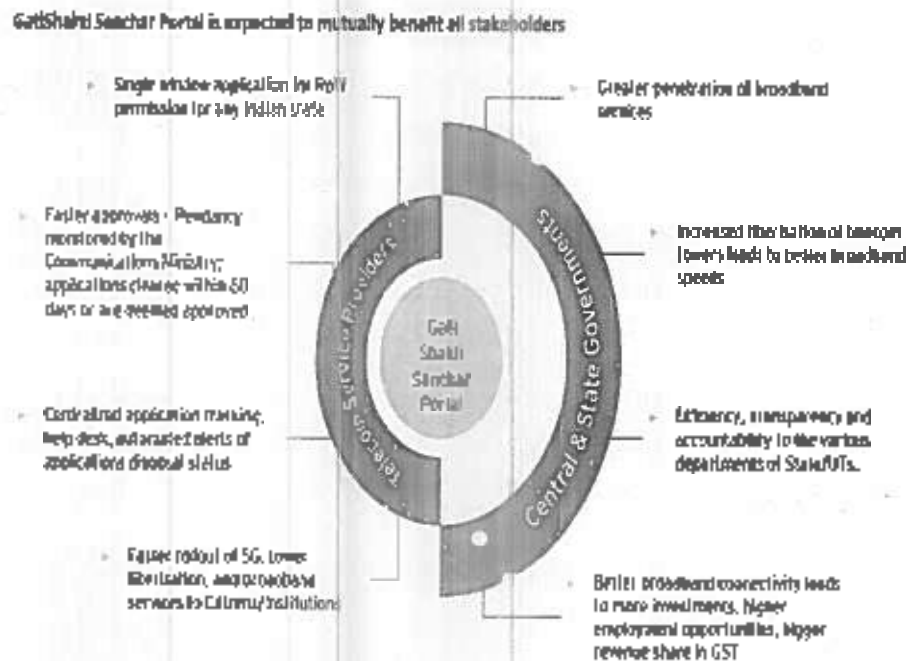 GatiShakti Sanchar Portal is expected to mutually benefit all stakeholders
Single window application for RoW
permission for any Indian state
Faster approvals - Pendency
monitored by the
Communications Ministry;
applications cleared within 60
days or are deemed approved
Centralized application tracking,
help desk, automated alerts of
applications disposal status
Faster rollout of 5G, tower
fiberisation, and broadband
services to Citizens/Institutions
Telecom Service Providers
Gati
Shakti
Sanchar
Portal
Central & State Governments
Greater penetration of broadband
services
Increased fiberisation of telecom
towers leads to better broadband
speeds
Efficiency, transparency and
accountability in the various
departments of State/UTs.
Better broadband connectivity leads
to more investments, higher
employment opportunities, bigger
revenue share in GST